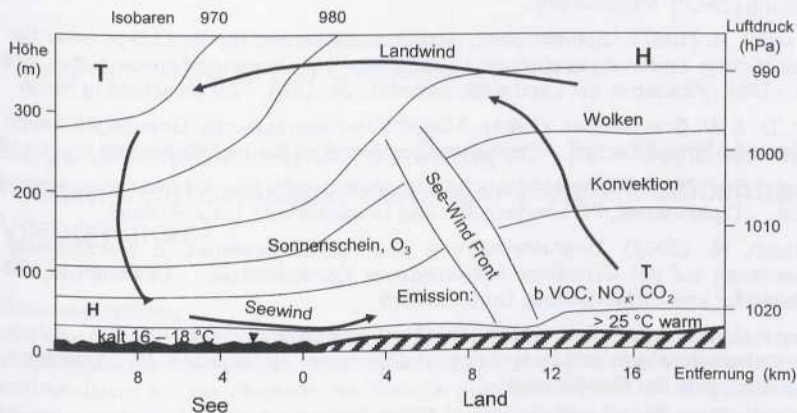 Isobaren 970 980
Höhe (m)
Luftdruck (hPa)
T
Landwind
H
990
300
Wolken
1000
Konvektion
200
See-Wind Front
1010
Sonnenschein, O₃
100
H
Seewind
Emission:
b VOC, NOₓ, CO₂
1020
kalt 16 – 18 °C
> 25 °C warm
0
8 4 0 4 8 12 16 Entfernung (km)
See Land